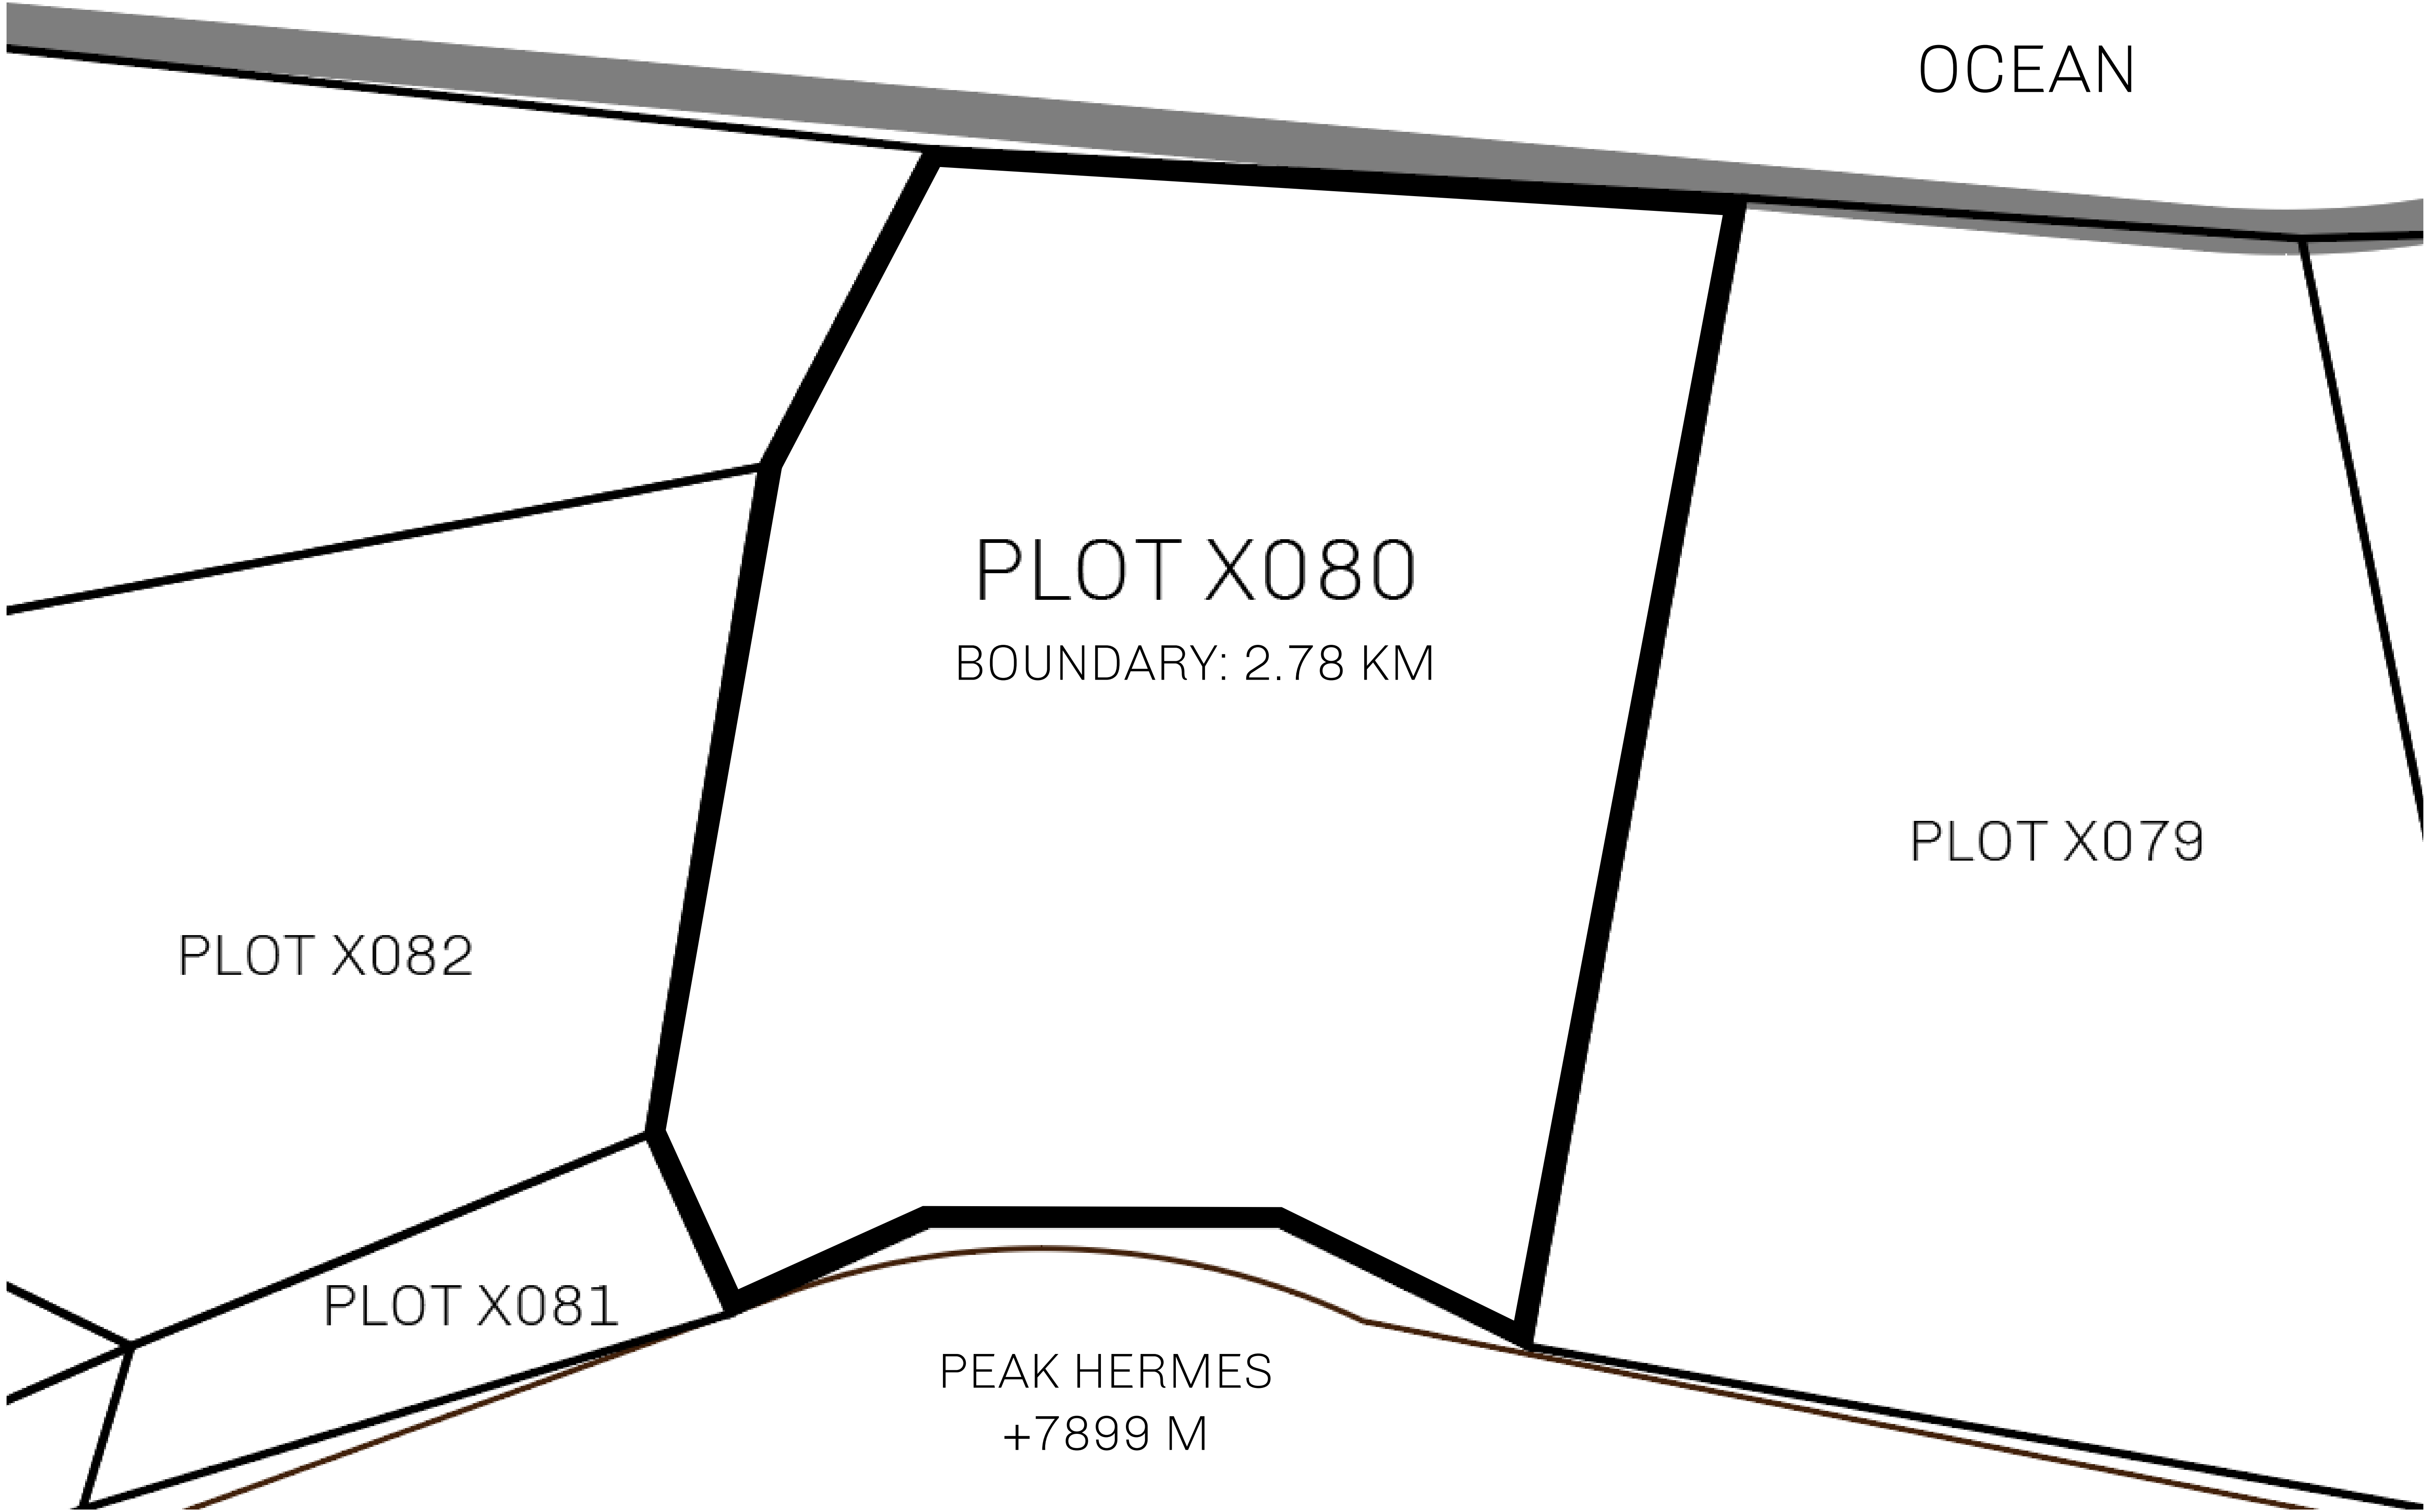 OCEAN
PLOT X080
BOUNDARY: 2.78 KM
PLOT X079
PLOT X082
PLOT X081
PEAK HERMES
+7899 M